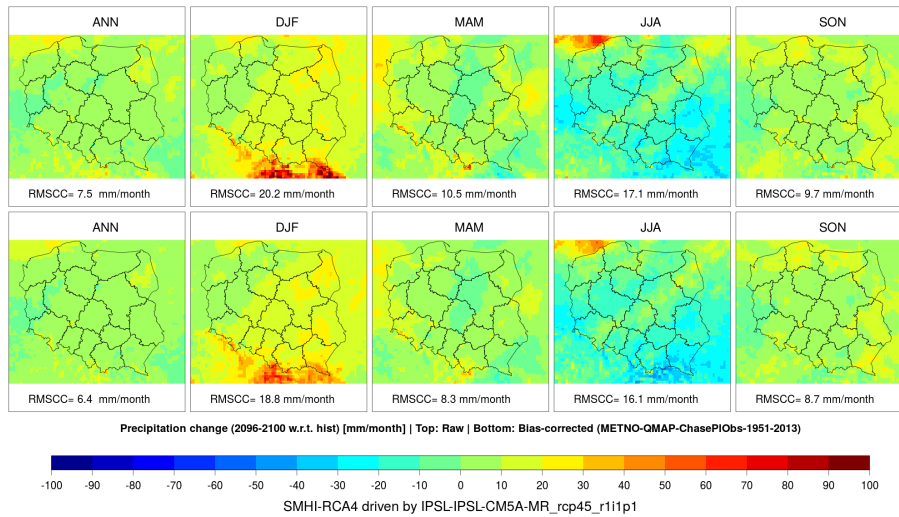 ANN DJF MAM JJA SON
RMSCC= 7.5 mm/month RMSCC= 20.2 mm/month RMSCC= 10.5 mm/month RMSCC= 17.1 mm/month RMSCC= 9.7 mm/month
ANN DJF MAM JJA SON
RMSCC= 6.4 mm/month RMSCC= 18.8 mm/month RMSCC= 8.3 mm/month RMSCC= 16.1 mm/month RMSCC= 8.7 mm/month
Precipitation change (2096-2100 w.r.t. hist) [mm/month] | Top: Raw | Bottom: Bias-corrected (METNO-QMAP-ChasePlObs-1951-2013)
-100 -90 -80 -70 -60 -50 -40 -30 -20 -10 0 10 20 30 40 50 60 70 80 90 100
SMHI-RCA4 driven by IPSL-IPSL-CM5A-MR_rcp45_r1i1p1